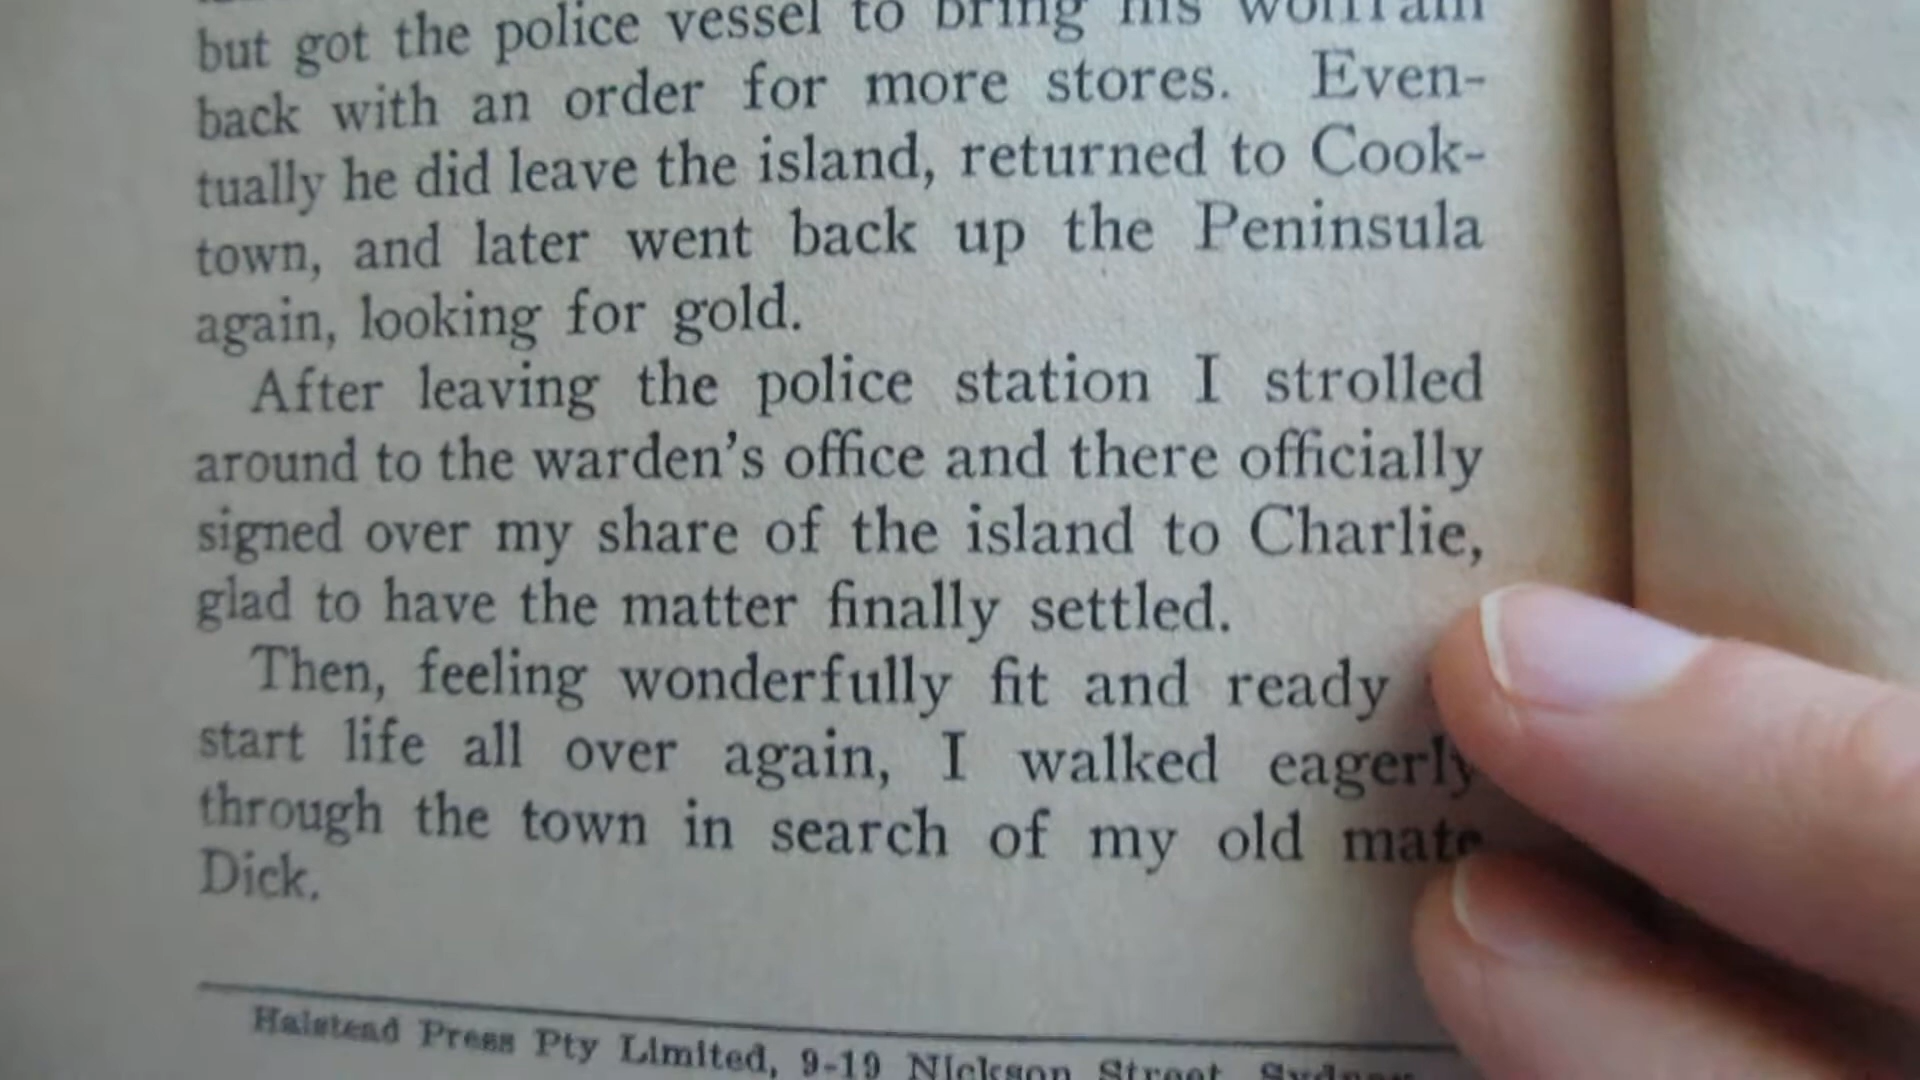 but got the police vessel to bring his wolfram
back with an order for more stores. Even-
tually he did leave the island, returned to Cook-
town, and later went back up the Peninsula
again, looking for gold.
After leaving the police station I strolled
around to the warden's office and there officially
signed over my share of the island to Charlie,
glad to have the matter finally settled.
Then, feeling wonderfully fit and ready
start life all over again, I walked eagerly
through the town in search of my old mate
Dick.
Halstead Press Pty Limited, 9-19 Nickson Street, Sydney